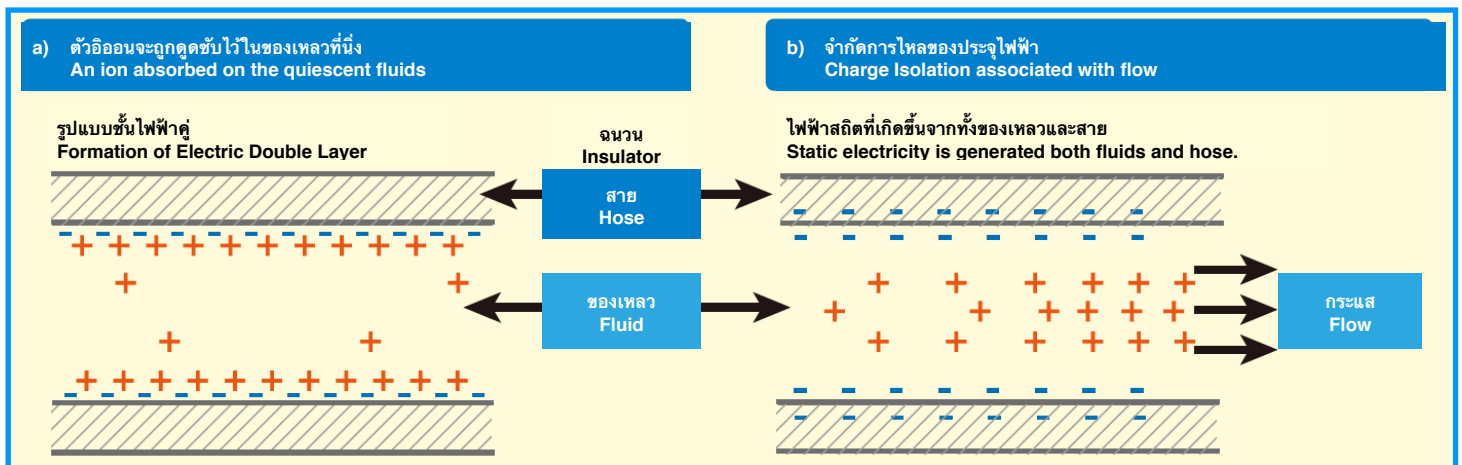 a) ตัวอิออนจะถูกดูดซับไว้ในของเหลวที่นิ่ง
An ion absorbed on the quiescent fluids
b) จำกัดการไหลของประจุไฟฟ้า
Charge Isolation associated with flow
รูปแบบชั้นไฟฟ้าคู่
Formation of Electric Double Layer
ฉนวน
Insulator
ไฟฟ้าสถิตที่เกิดขึ้นจากทั้งของเหลวและสาย
Static electricity is generated both fluids and hose.
สาย
Hose
ของเหลว
Fluid
กระแส
Flow